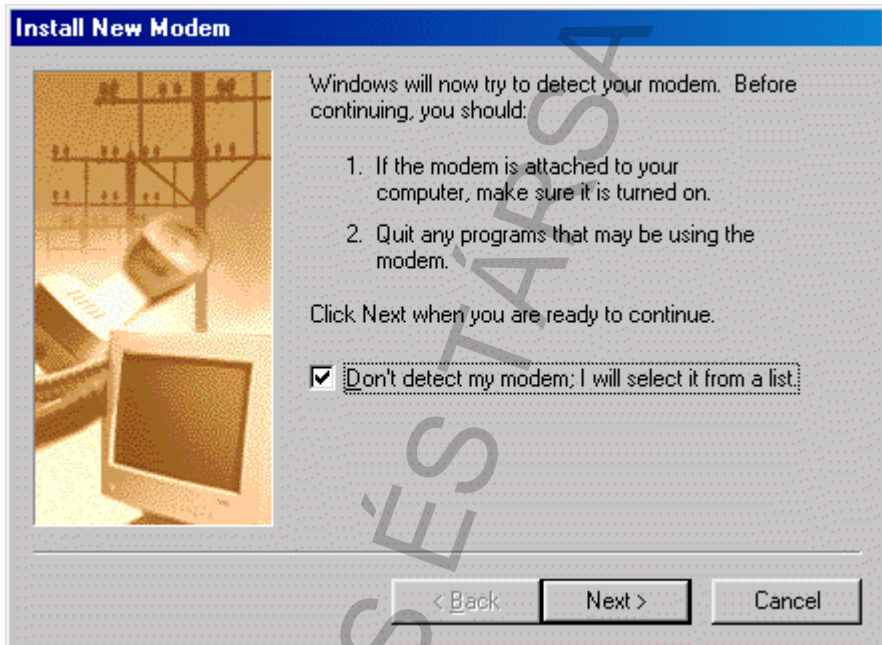 Install New Modem
Windows will now try to detect your modem. Before
continuing, you should:
1. If the modem is attached to your
computer, make sure it is turned on.
2. Quit any programs that may be using the
modem.
Click Next when you are ready to continue.
Don't detect my modem; I will select it from a list.
< Back
Next >
Cancel
S ÉS TÁRSA